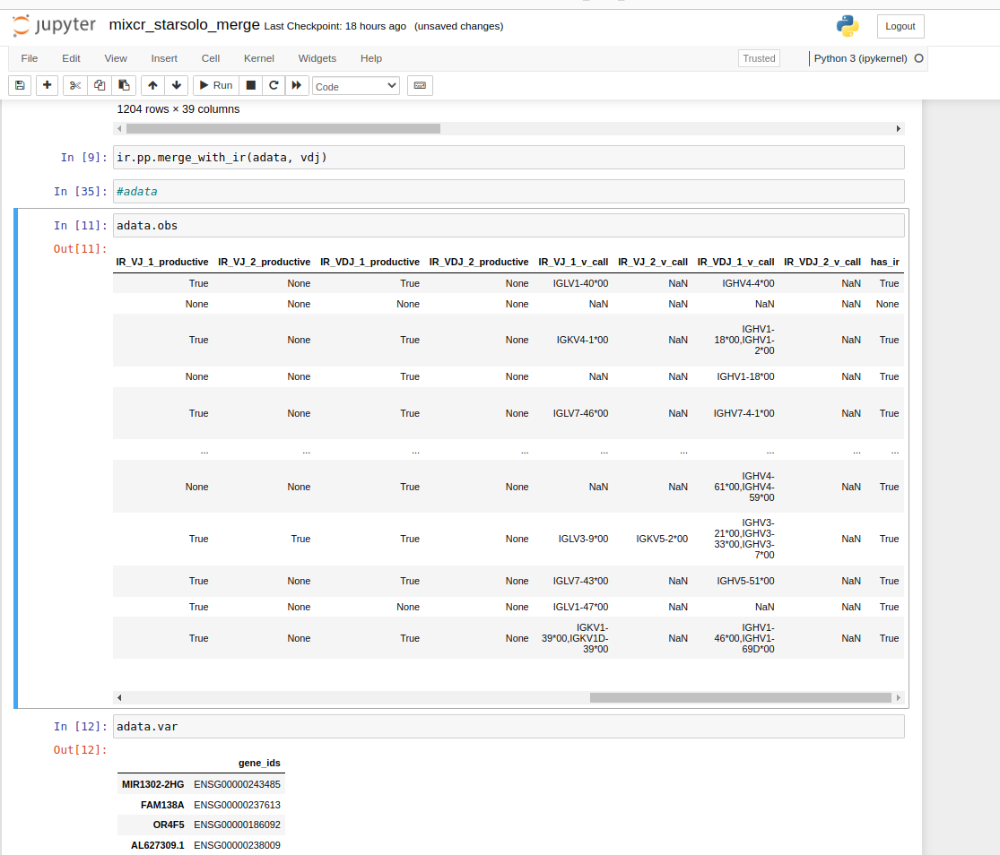 jupyter mixcr_starsolo_merge Last Checkpoint: 18 hours ago (unsaved changes) Logout
File Edit View Insert Cell Kernel Widgets Help Trusted Python 3 (ipykernel)
Run Code
1204 rows × 39 columns
In [9]: ir.pp.merge_with_ir(adata, vdj)
In [35]: #adata
In [11]: adata.obs
Out[11]:
IR_VJ_1_productive IR_VJ_2_productive IR_VDJ_1_productive IR_VDJ_2_productive IR_VJ_1_v_call IR_VJ_2_v_call IR_VDJ_1_v_call IR_VDJ_2_v_call has_ir
True None True None IGLV1-40*00 NaN IGHV4-4*00 NaN True
None None None None NaN NaN NaN NaN None
True None True None IGKV4-1*00 NaN IGHV1-
18*00,IGHV1-
2*00 NaN True
None None True None NaN NaN IGHV1-18*00 NaN True
True None True None IGLV7-46*00 NaN IGHV7-4-1*00 NaN True
... ... ... ... ... ... ... ... ...
None None True None NaN NaN IGHV4-
61*00,IGHV4-
59*00 NaN True
True True True None IGLV3-9*00 IGKV5-2*00 IGHV3-
21*00,IGHV3-
33*00,IGHV3-
7*00 NaN True
True None True None IGLV7-43*00 NaN IGHV5-51*00 NaN True
True None None None IGLV1-47*00 NaN NaN NaN True
True None True None IGKV1-
39*00,IGKV1D-
39*00 NaN IGHV1-
46*00,IGHV1-
69D*00 NaN True
In [12]: adata.var
Out[12]:
gene_ids
MIR1302-2HG ENSG00000243485
FAM138A ENSG00000237613
OR4F5 ENSG00000186092
AL627309.1 ENSG00000238009